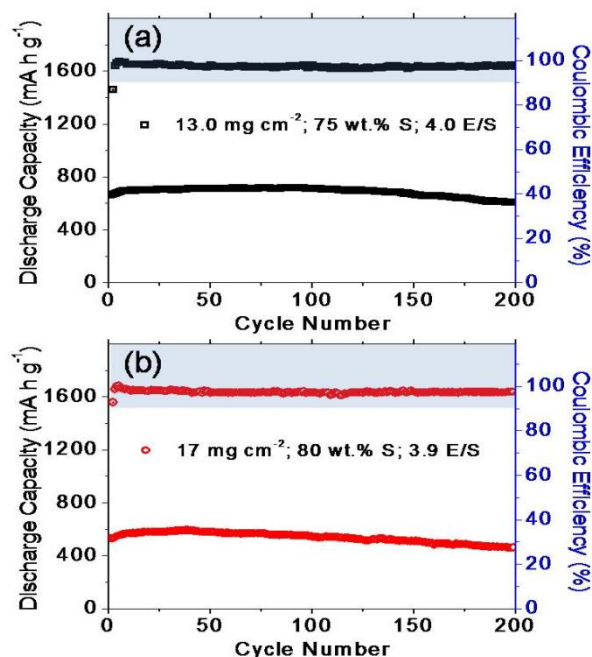 (a)
Discharge Capacity (mA h g⁻¹)
1600
1200
800
400
0
13.0 mg cm⁻²; 75 wt.% S; 4.0 E/S
100
80
60
40
20
0
Coulombic Efficiency (%)
0 50 100 150 200
Cycle Number
(b)
Discharge Capacity (mA h g⁻¹)
1600
1200
800
400
0
17 mg cm⁻²; 80 wt.% S; 3.9 E/S
100
80
60
40
20
0
Coulombic Efficiency (%)
0 50 100 150 200
Cycle Number